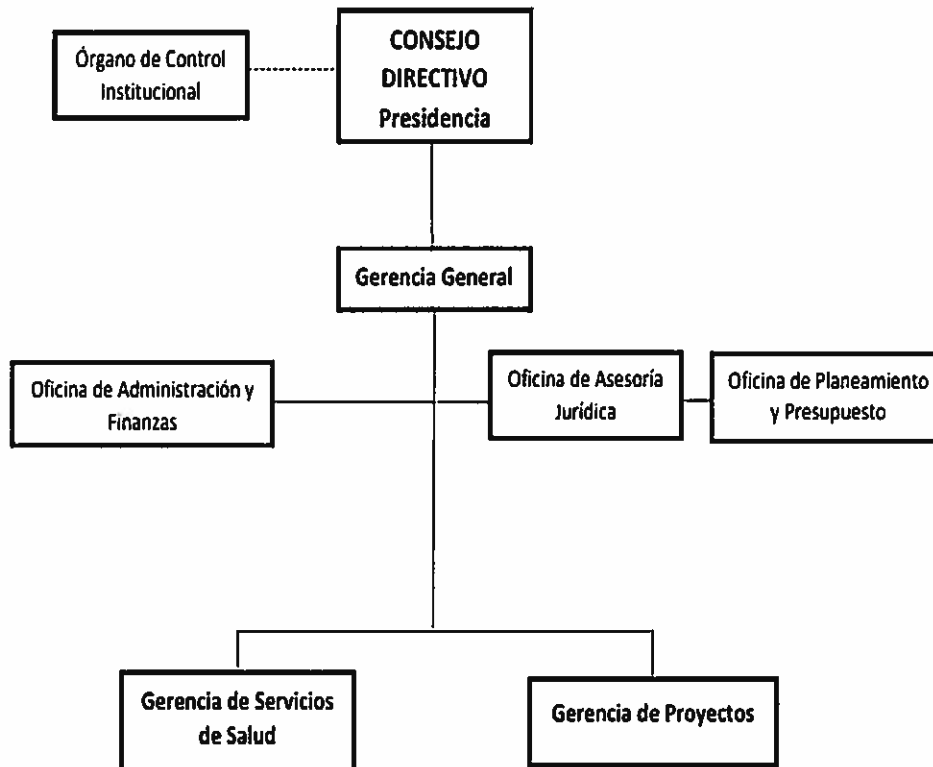 Órgano de Control
Institucional
CONSEJO
DIRECTIVO
Presidencia
Gerencia General
Oficina de Administración y
Finanzas
Oficina de Asesoría
Jurídica
Oficina de Planeamiento
y Presupuesto
Gerencia de Servicios
de Salud
Gerencia de Proyectos